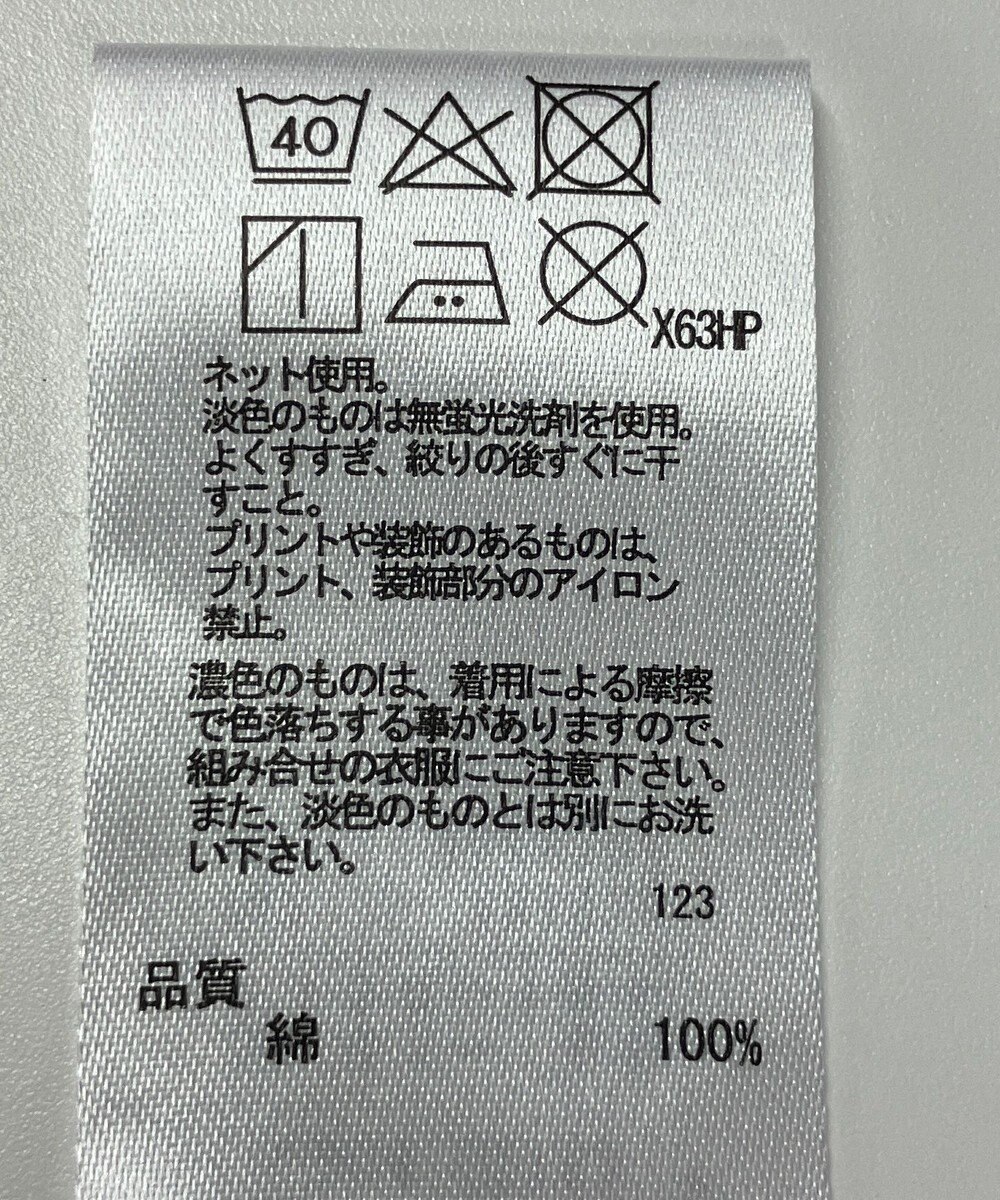 40
X63HP
ネット使用。
淡色のものは無蛍光洗剤を使用。
よくすすぎ、絞りの後すぐに干
すこと。
プリントや装飾のあるものは、
プリント、装飾部分のアイロン
禁止。
濃色のものは、着用による摩擦
で色落ちする事がありますので、
組み合せの衣服にご注意下さい。
また、淡色のものとは別にお洗
い下さい。
123
品質
綿 100%